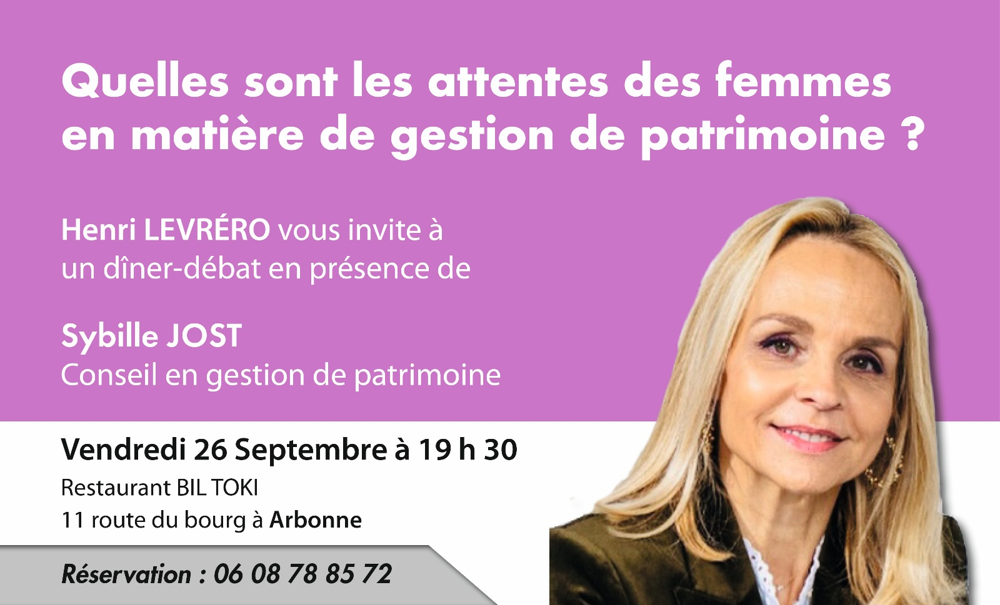 Quelles sont les attentes des femmes
en matière de gestion de patrimoine ?
Henri LEVRÉRO vous invite à
un dîner-débat en présence de
Sybille JOST
Conseil en gestion de patrimoine
Vendredi 26 Septembre à 19 h 30
Restaurant BIL TOKI
11 route du bourg à Arbonne
Réservation : 06 08 78 85 72